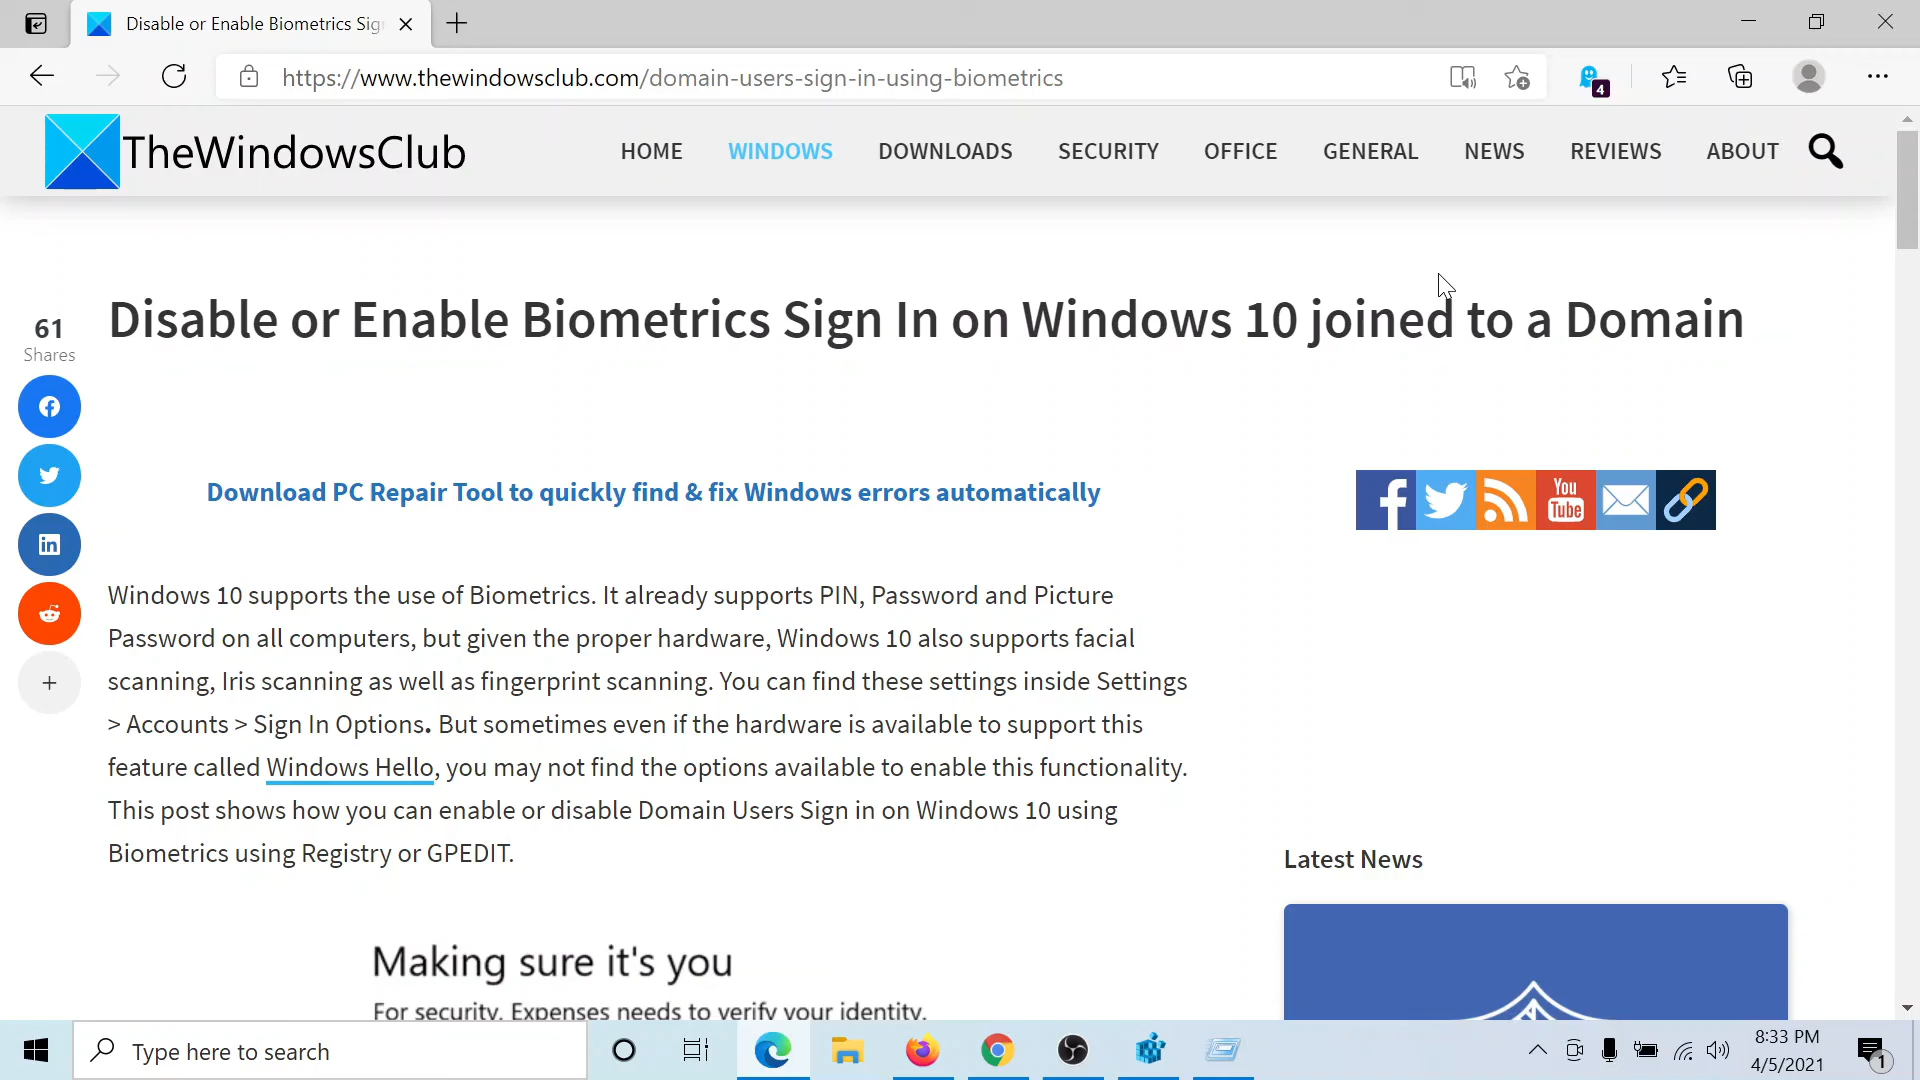 Disable or Enable Biometrics Sig
https://www.thewindowsclub.com/domain-users-sign-in-using-biometrics
4
TheWindowsClub
HOME WINDOWS DOWNLOADS SECURITY OFFICE GENERAL NEWS REVIEWS ABOUT
Disable or Enable Biometrics Sign In on Windows 10 joined to a Domain
61
Shares
Download PC Repair Tool to quickly find & fix Windows errors automatically
You
Tube
in
Windows 10 supports the use of Biometrics. It already supports PIN, Password and Picture
Password on all computers, but given the proper hardware, Windows 10 also supports facial
scanning, Iris scanning as well as fingerprint scanning. You can find these settings inside Settings
> Accounts > Sign In Options. But sometimes even if the hardware is available to support this
feature called Windows Hello, you may not find the options available to enable this functionality.
This post shows how you can enable or disable Domain Users Sign in on Windows 10 using
Biometrics using Registry or GPEDIT.
Latest News
Making sure it's you
For security, Expenses needs to verify your identity.
Type here to search
8:33 PM
4/5/2021
1